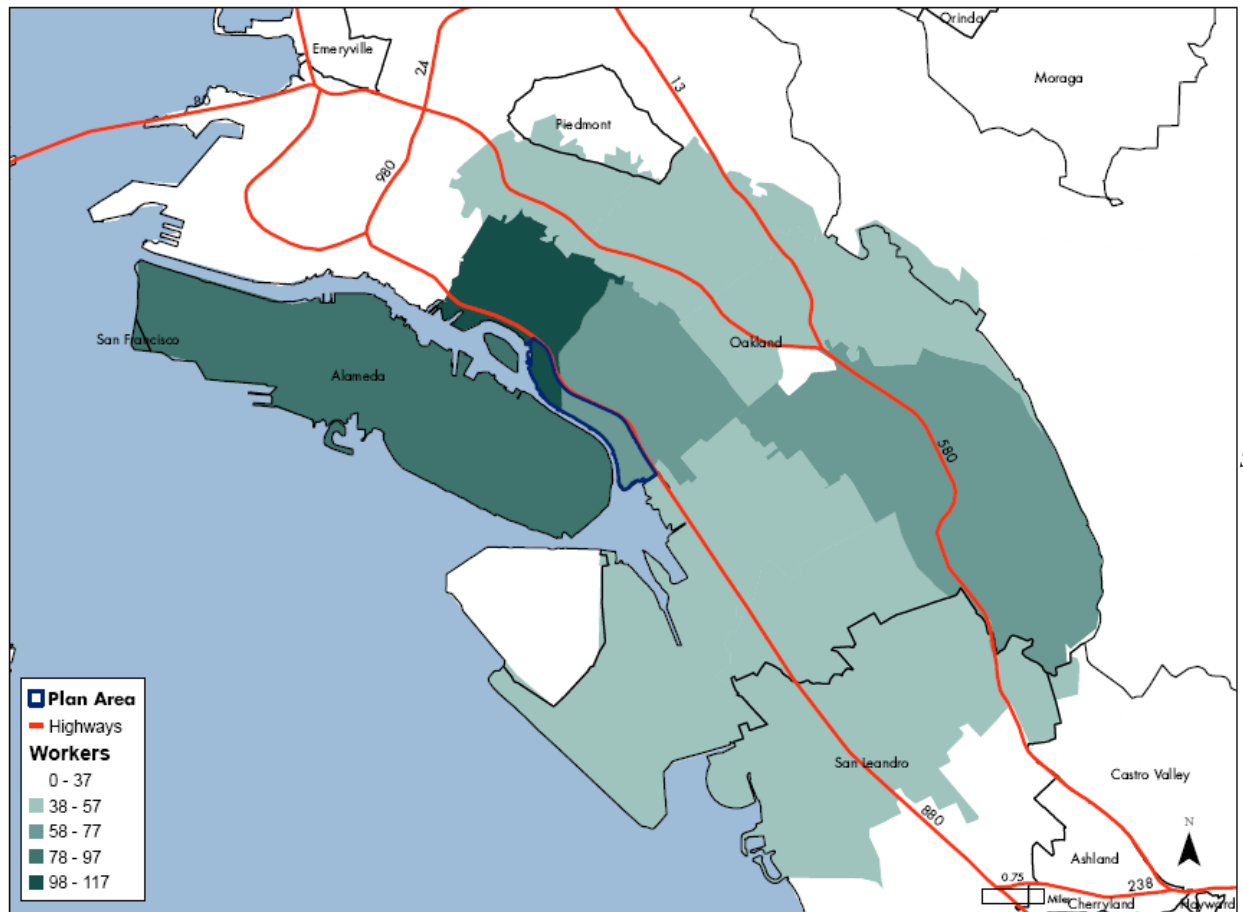 Orinda
Emeryville
24
Moraga
13
80
Piedmont
980
San Francisco
Oakland
Alameda
580
Plan Area
Highways
Workers
0 - 37
38 - 57
58 - 77
78 - 97
98 - 117
San Leandro
Castro Valley
880
N
Ashland
0.75
238
Miles
Cherryland
Hayward